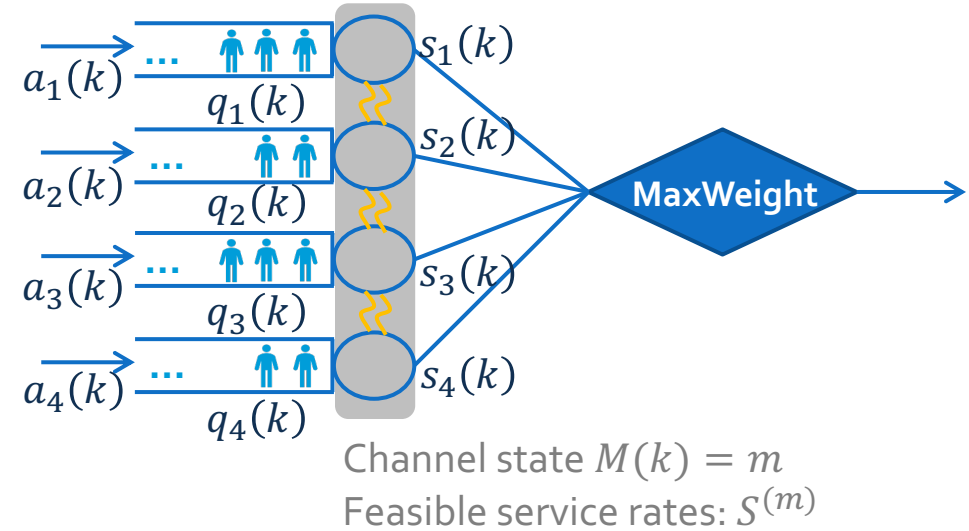 ... s₁(k)
a₁(k)
q₁(k)
... s₂(k)
a₂(k)
MaxWeight
q₂(k)
... s₃(k)
a₃(k)
q₃(k)
... s₄(k)
a₄(k)
q₄(k)
Channel state M(k) = m
Feasible service rates: S⁽ᵐ⁾